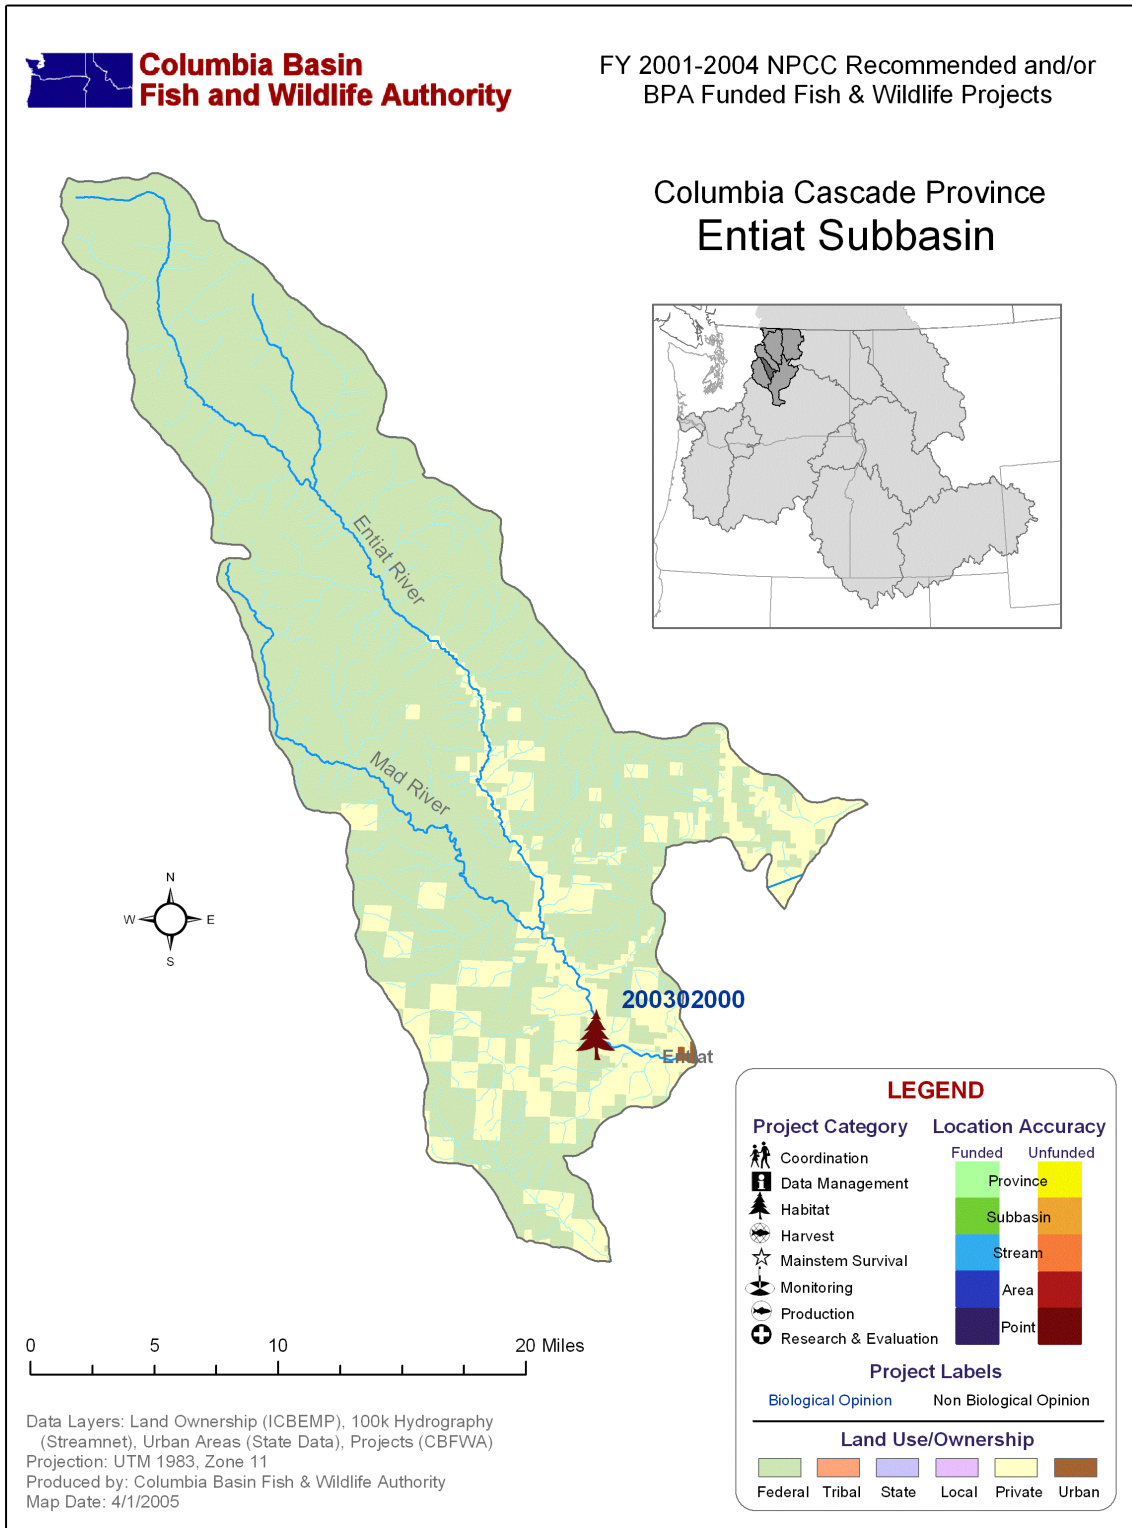 Columbia Basin
Fish and Wildlife Authority
FY 2001-2004 NPCC Recommended and/or
BPA Funded Fish & Wildlife Projects
Columbia Cascade Province
Entiat Subbasin
Entiat River
Mad River
N
W
E
S
200302000
Entiat
LEGEND
Project Category
Coordination
Data Management
Habitat
Harvest
Mainstem Survival
Monitoring
Production
Research & Evaluation
Location Accuracy
Funded Unfunded
Province
Subbasin
Stream
Area
Point
Project Labels
Biological Opinion Non Biological Opinion
Land Use/Ownership
Federal Tribal State Local Private Urban
0 5 10 20 Miles
Data Layers: Land Ownership (ICBEMP), 100k Hydrography
(Streamnet), Urban Areas (State Data), Projects (CBFWA)
Projection: UTM 1983, Zone 11
Produced by: Columbia Basin Fish & Wildlife Authority
Map Date: 4/1/2005